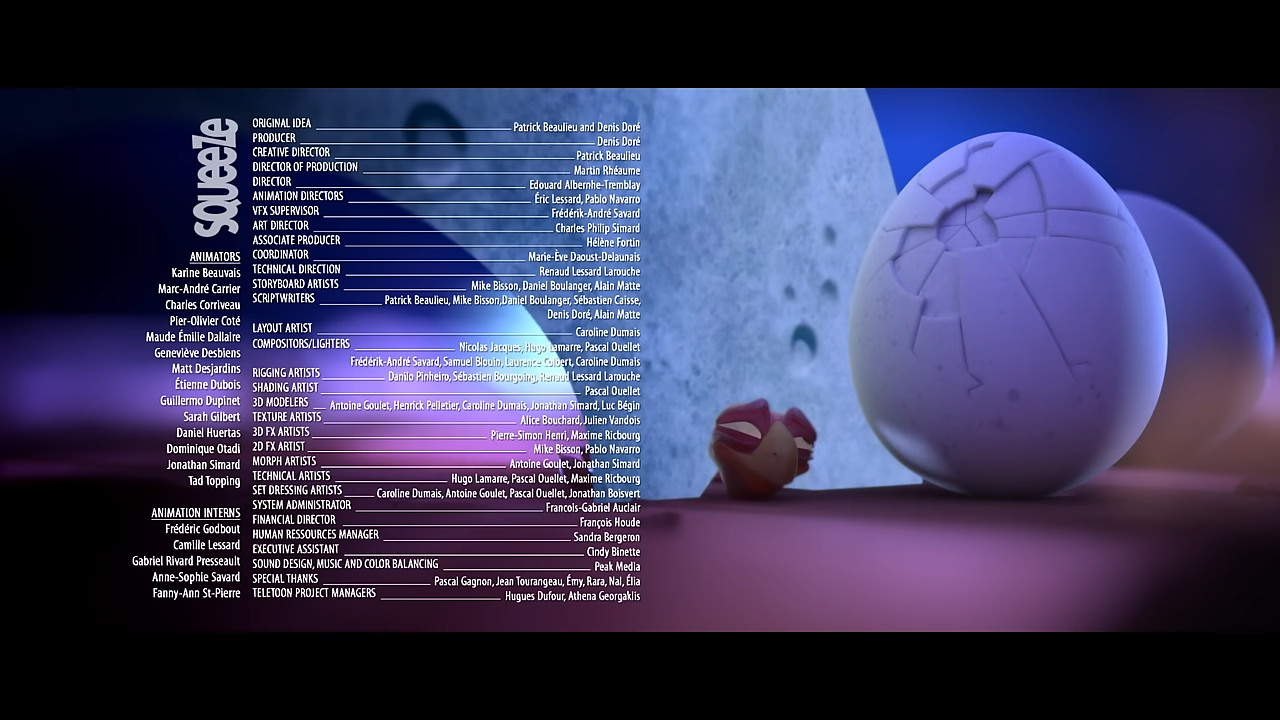 squeeze
ANIMATORS
Karine Beauvais
Marc-André Carrier
Charles Corriveau
Pier-Olivier Coté
Maude Émilie Dallaire
Geneviève Desbiens
Matt Desjardins
Étienne Dubois
Guillermo Dupinet
Sarah Gilbert
Daniel Huertas
Dominique Otadi
Jonathan Simard
Tad Topping
ANIMATION INTERNS
Frédéric Godbout
Camille Lessard
Gabriel Rivard Presseault
Anne-Sophie Savard
Fanny-Ann St-Pierre
ORIGINAL IDEA Patrick Beaulieu and Denis Doré
PRODUCER Denis Doré
CREATIVE DIRECTOR Patrick Beaulieu
DIRECTOR OF PRODUCTION Martin Rhéaume
DIRECTOR Edouard Albernhe-Tremblay
ANIMATION DIRECTORS Éric Lessard, Pablo Navarro
VFX SUPERVISOR Frédérik-André Savard
ART DIRECTOR Charles Philip Simard
ASSOCIATE PRODUCER Hélène Fortin
COORDINATOR Marie-Ève Daoust-Delaunais
TECHNICAL DIRECTION Renaud Lessard Larouche
STORYBOARD ARTISTS Mike Bisson, Daniel Boulanger, Alain Matte
SCRIPTWRITERS Patrick Beaulieu, Mike Bisson,Daniel Boulanger, Sébastien Caisse,
Denis Doré, Alain Matte
LAYOUT ARTIST Caroline Dumais
COMPOSITORS/LIGHTERS Nicolas Jacques, Hugo Lamarre, Pascal Ouellet
Frédérik-André Savard, Samuel Blouin, Laurence Colbert, Caroline Dumais
RIGGING ARTISTS Danilo Pinheiro, Sébastien Bourgoing, Renaud Lessard Larouche
SHADING ARTIST Pascal Ouellet
3D MODELERS Antoine Goulet, Henrick Pelletier, Caroline Dumais, Jonathan Simard, Luc Bégin
TEXTURE ARTISTS Alice Bouchard, Julien Vandois
3D FX ARTISTS Pierre-Simon Henri, Maxime Ricbourg
2D FX ARTIST Mike Bisson, Pablo Navarro
MORPH ARTISTS Antoine Goulet, Jonathan Simard
TECHNICAL ARTISTS Hugo Lamarre, Pascal Ouellet, Maxime Ricbourg
SET DRESSING ARTISTS Caroline Dumais, Antoine Goulet, Pascal Ouellet, Jonathan Boisvert
SYSTEM ADMINISTRATOR Francois-Gabriel Auclair
FINANCIAL DIRECTOR François Houde
HUMAN RESSOURCES MANAGER Sandra Bergeron
EXECUTIVE ASSISTANT Cindy Binette
SOUND DESIGN, MUSIC AND COLOR BALANCING Peak Media
SPECIAL THANKS Pascal Gagnon, Jean Tourangeau, Émy, Rara, Nal, Élia
TELETOON PROJECT MANAGERS Hugues Dufour, Athena Georgaklis